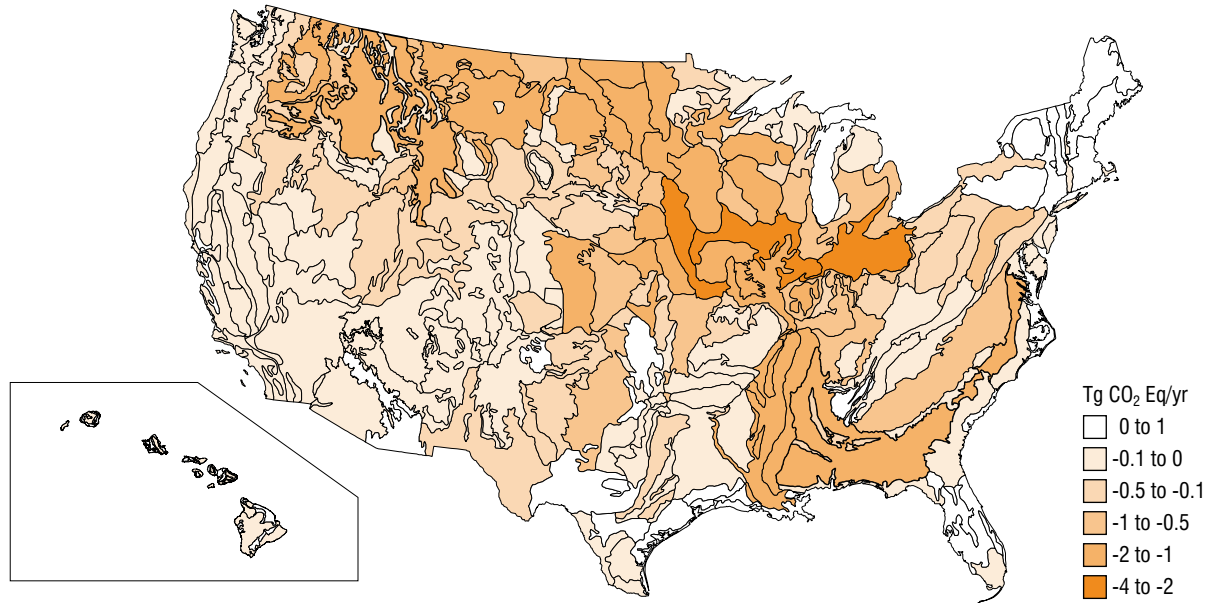 Tg CO₂ Eq/yr
0 to 1
-0.1 to 0
-0.5 to -0.1
-1 to -0.5
-2 to -1
-4 to -2